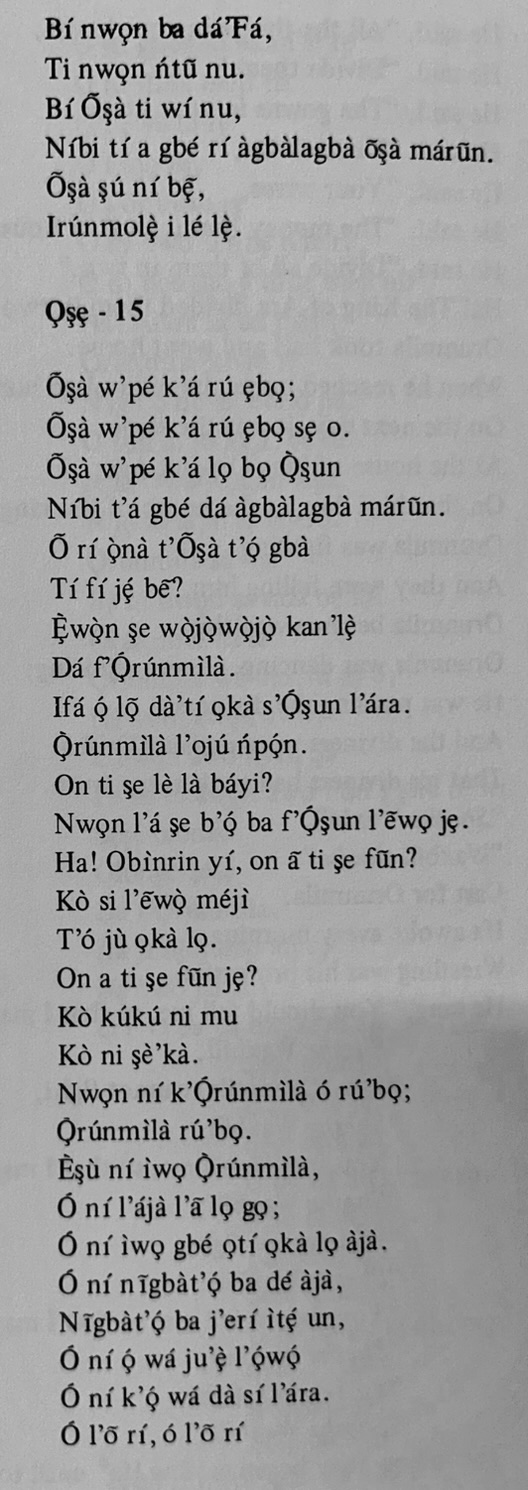 Bí nwọn ba dá'Fá,
Ti nwọn ńtũ nu.
Bí Õṣà ti wí nu,
Níbi tí a gbé rí àgbàlagbà õṣà márũn.
Õṣà ṣú ní bẹ̃,
Irúnmolẹ̀ i lé lẹ̀.
Ọṣẹ - 15
Õṣà w'pé k'á rú ẹbọ;
Õṣà w'pé k'á rú ẹbọ sẹ o.
Õṣà w'pé k'á lọ bọ Ọ̀ṣun
Níbi t'á gbé dá àgbàlagbà márũn.
Õ rí ọ̀nà t'Õṣà t'ọ́ gbà
Tí fí jẹ́ bẽ?
Ẹ̀wọ̀n ṣe wọ̀jọ̀wọ̀jọ̀ kan'lẹ̀
Dá f'Ọ́rúnmìlà.
Ifá ọ́ lọ̃ dà'tí ọkà s'Ọ́ṣun l'ára.
Ọ̀rúnmìlà l'ojú ńpọ́n.
On ti ṣe lè là báyi?
Nwọn l'á ṣe b'ọ́ ba f'Ọ́ṣun l'ẽwọ jẹ.
Ha! Obìnrin yí, on ã ti ṣe fũn?
Kò si l'ẽwọ̀ méjì
T'ó jù ọkà lọ.
On a ti ṣe fũn jẹ?
Kò kúkú ni mu
Kò ni ṣè'kà.
Nwọn ní k'Ọ́rúnmìlà ó rú'bọ;
Ọ̀rúnmìlà rú'bọ.
Èṣù ní ìwọ Ọ̀rúnmìlà,
Ó ní l'ájà l'ã lọ gọ;
Ó ní ìwọ gbé ọtí ọkà lọ àjà.
Ó ní nĩgbàt'ọ́ ba dé àjà,
Nĩgbàt'ọ́ ba j'erí ìtẹ́ un,
Ó ní ọ́ wá ju'ẹ̀ l'ọ́wọ́
Ó ní k'ọ́ wá dà sí l'ára.
Ó l'õ rí, ó l'õ rí